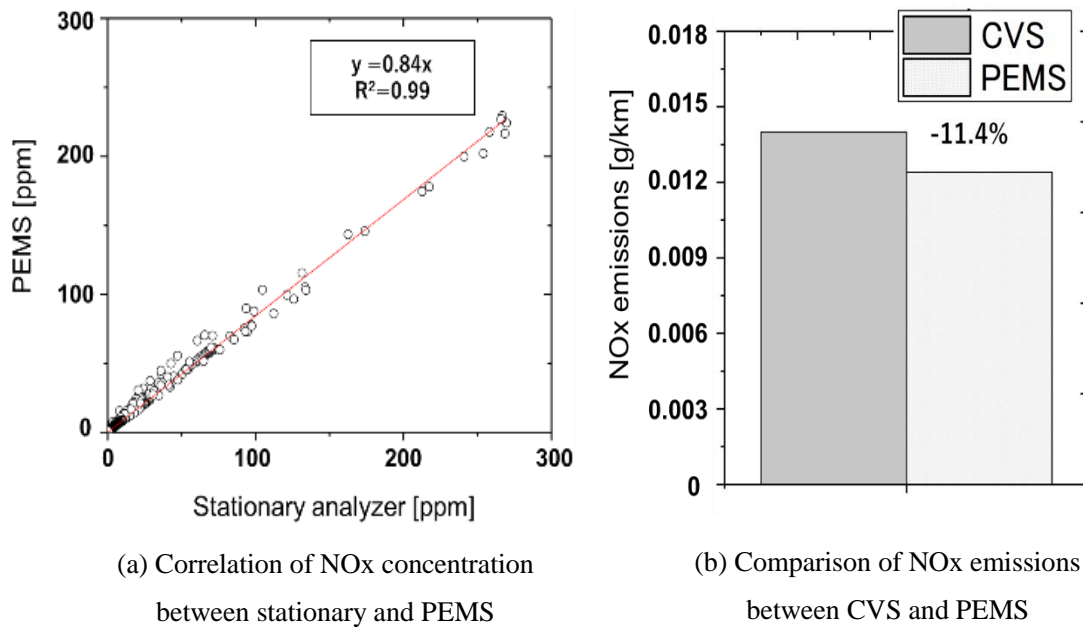 300
200
100
0
PEMS [ppm]
y =0.84x
R²=0.99
0
100
200
300
Stationary analyzer [ppm]
(a) Correlation of NOx concentration
between stationary and PEMS
0.018
0.015
0.012
0.009
0.006
0.003
0
NOx emissions [g/km]
CVS
PEMS
-11.4%
(b) Comparison of NOx emissions
between CVS and PEMS